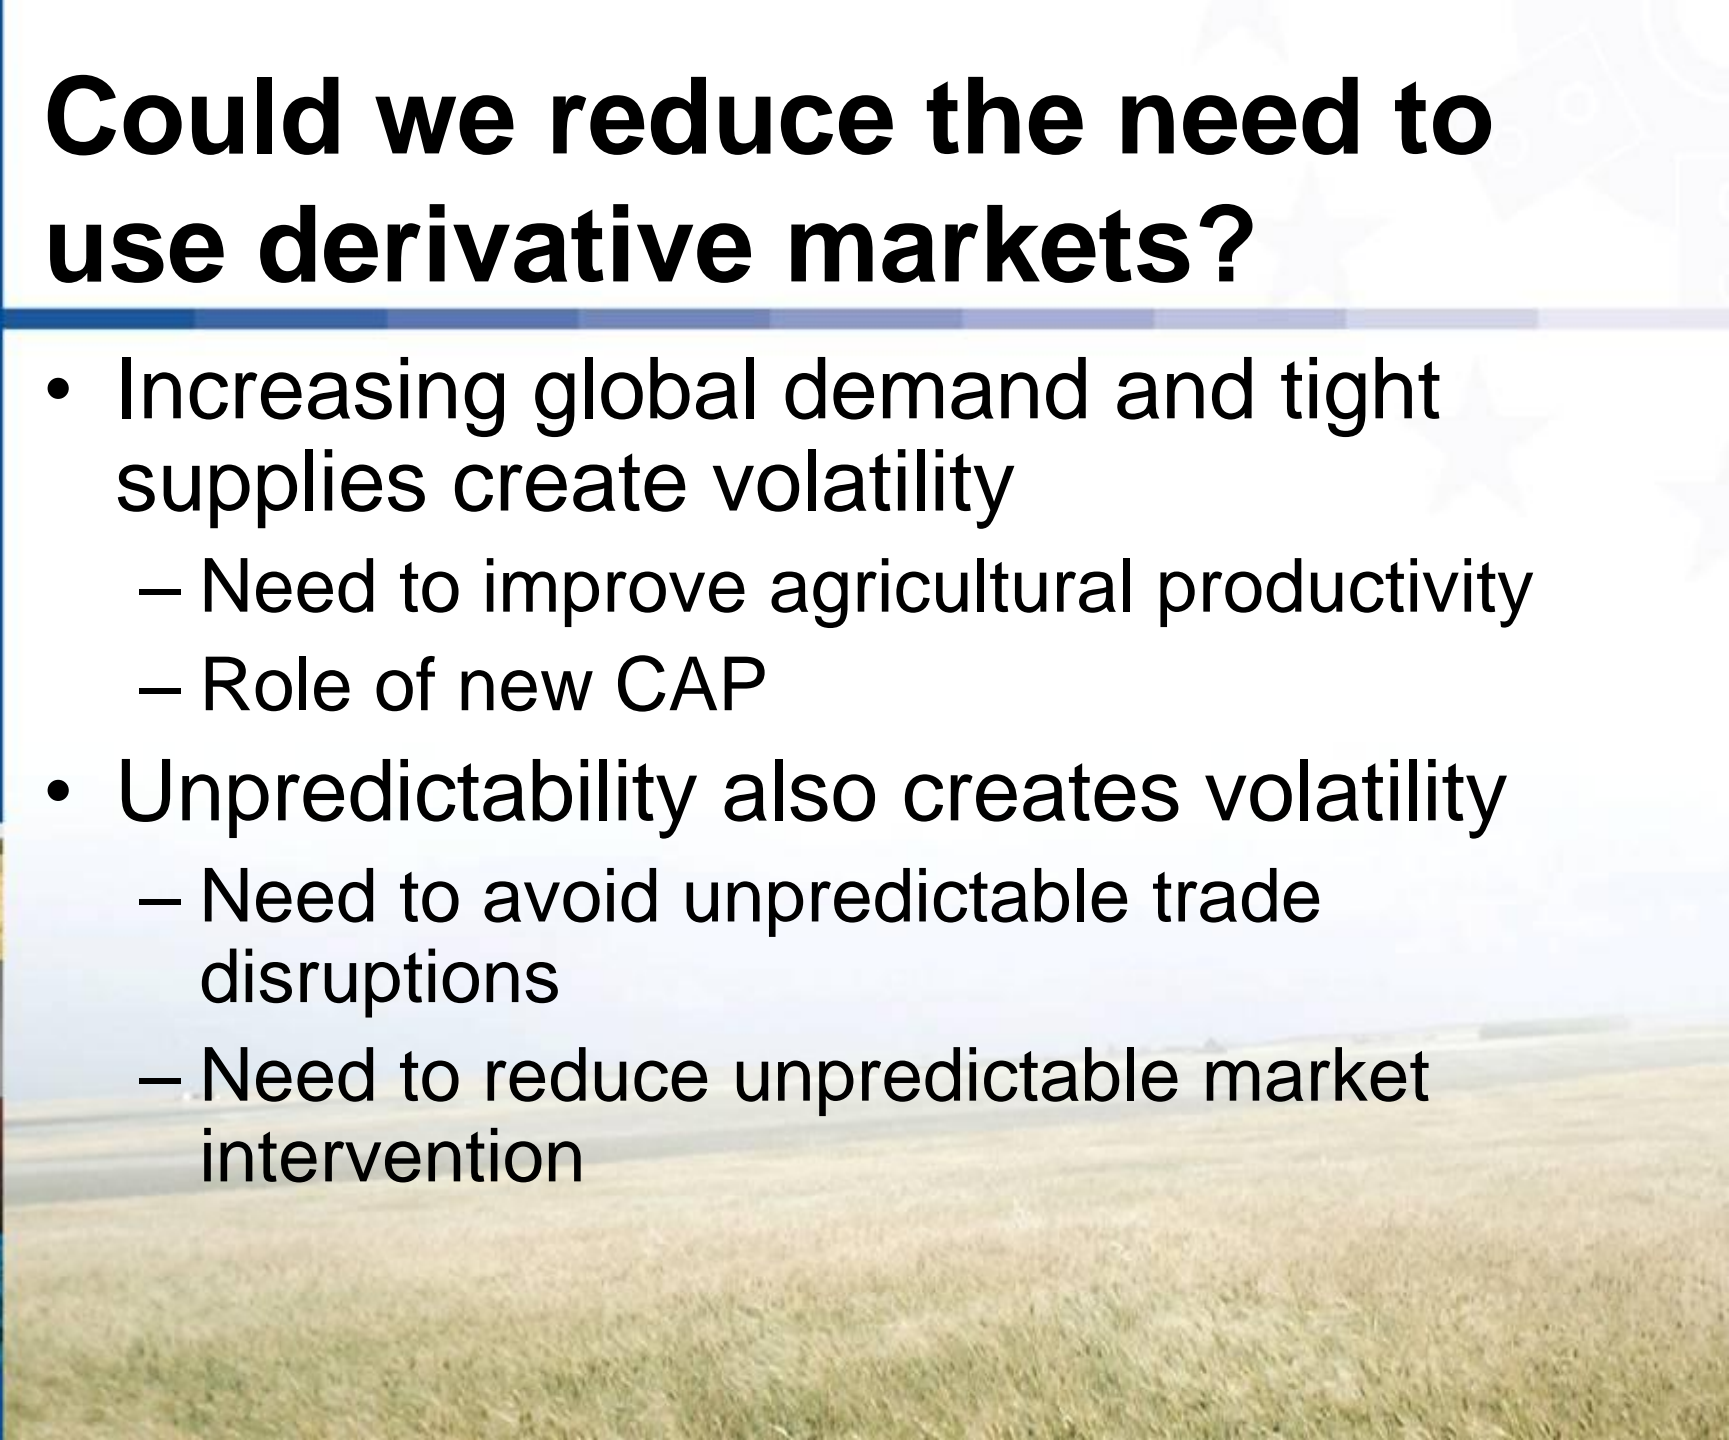 Could we reduce the need to
use derivative markets?
• Increasing global demand and tight
supplies create volatility
– Need to improve agricultural productivity
– Role of new CAP
• Unpredictability also creates volatility
– Need to avoid unpredictable trade
disruptions
– Need to reduce unpredictable market
intervention